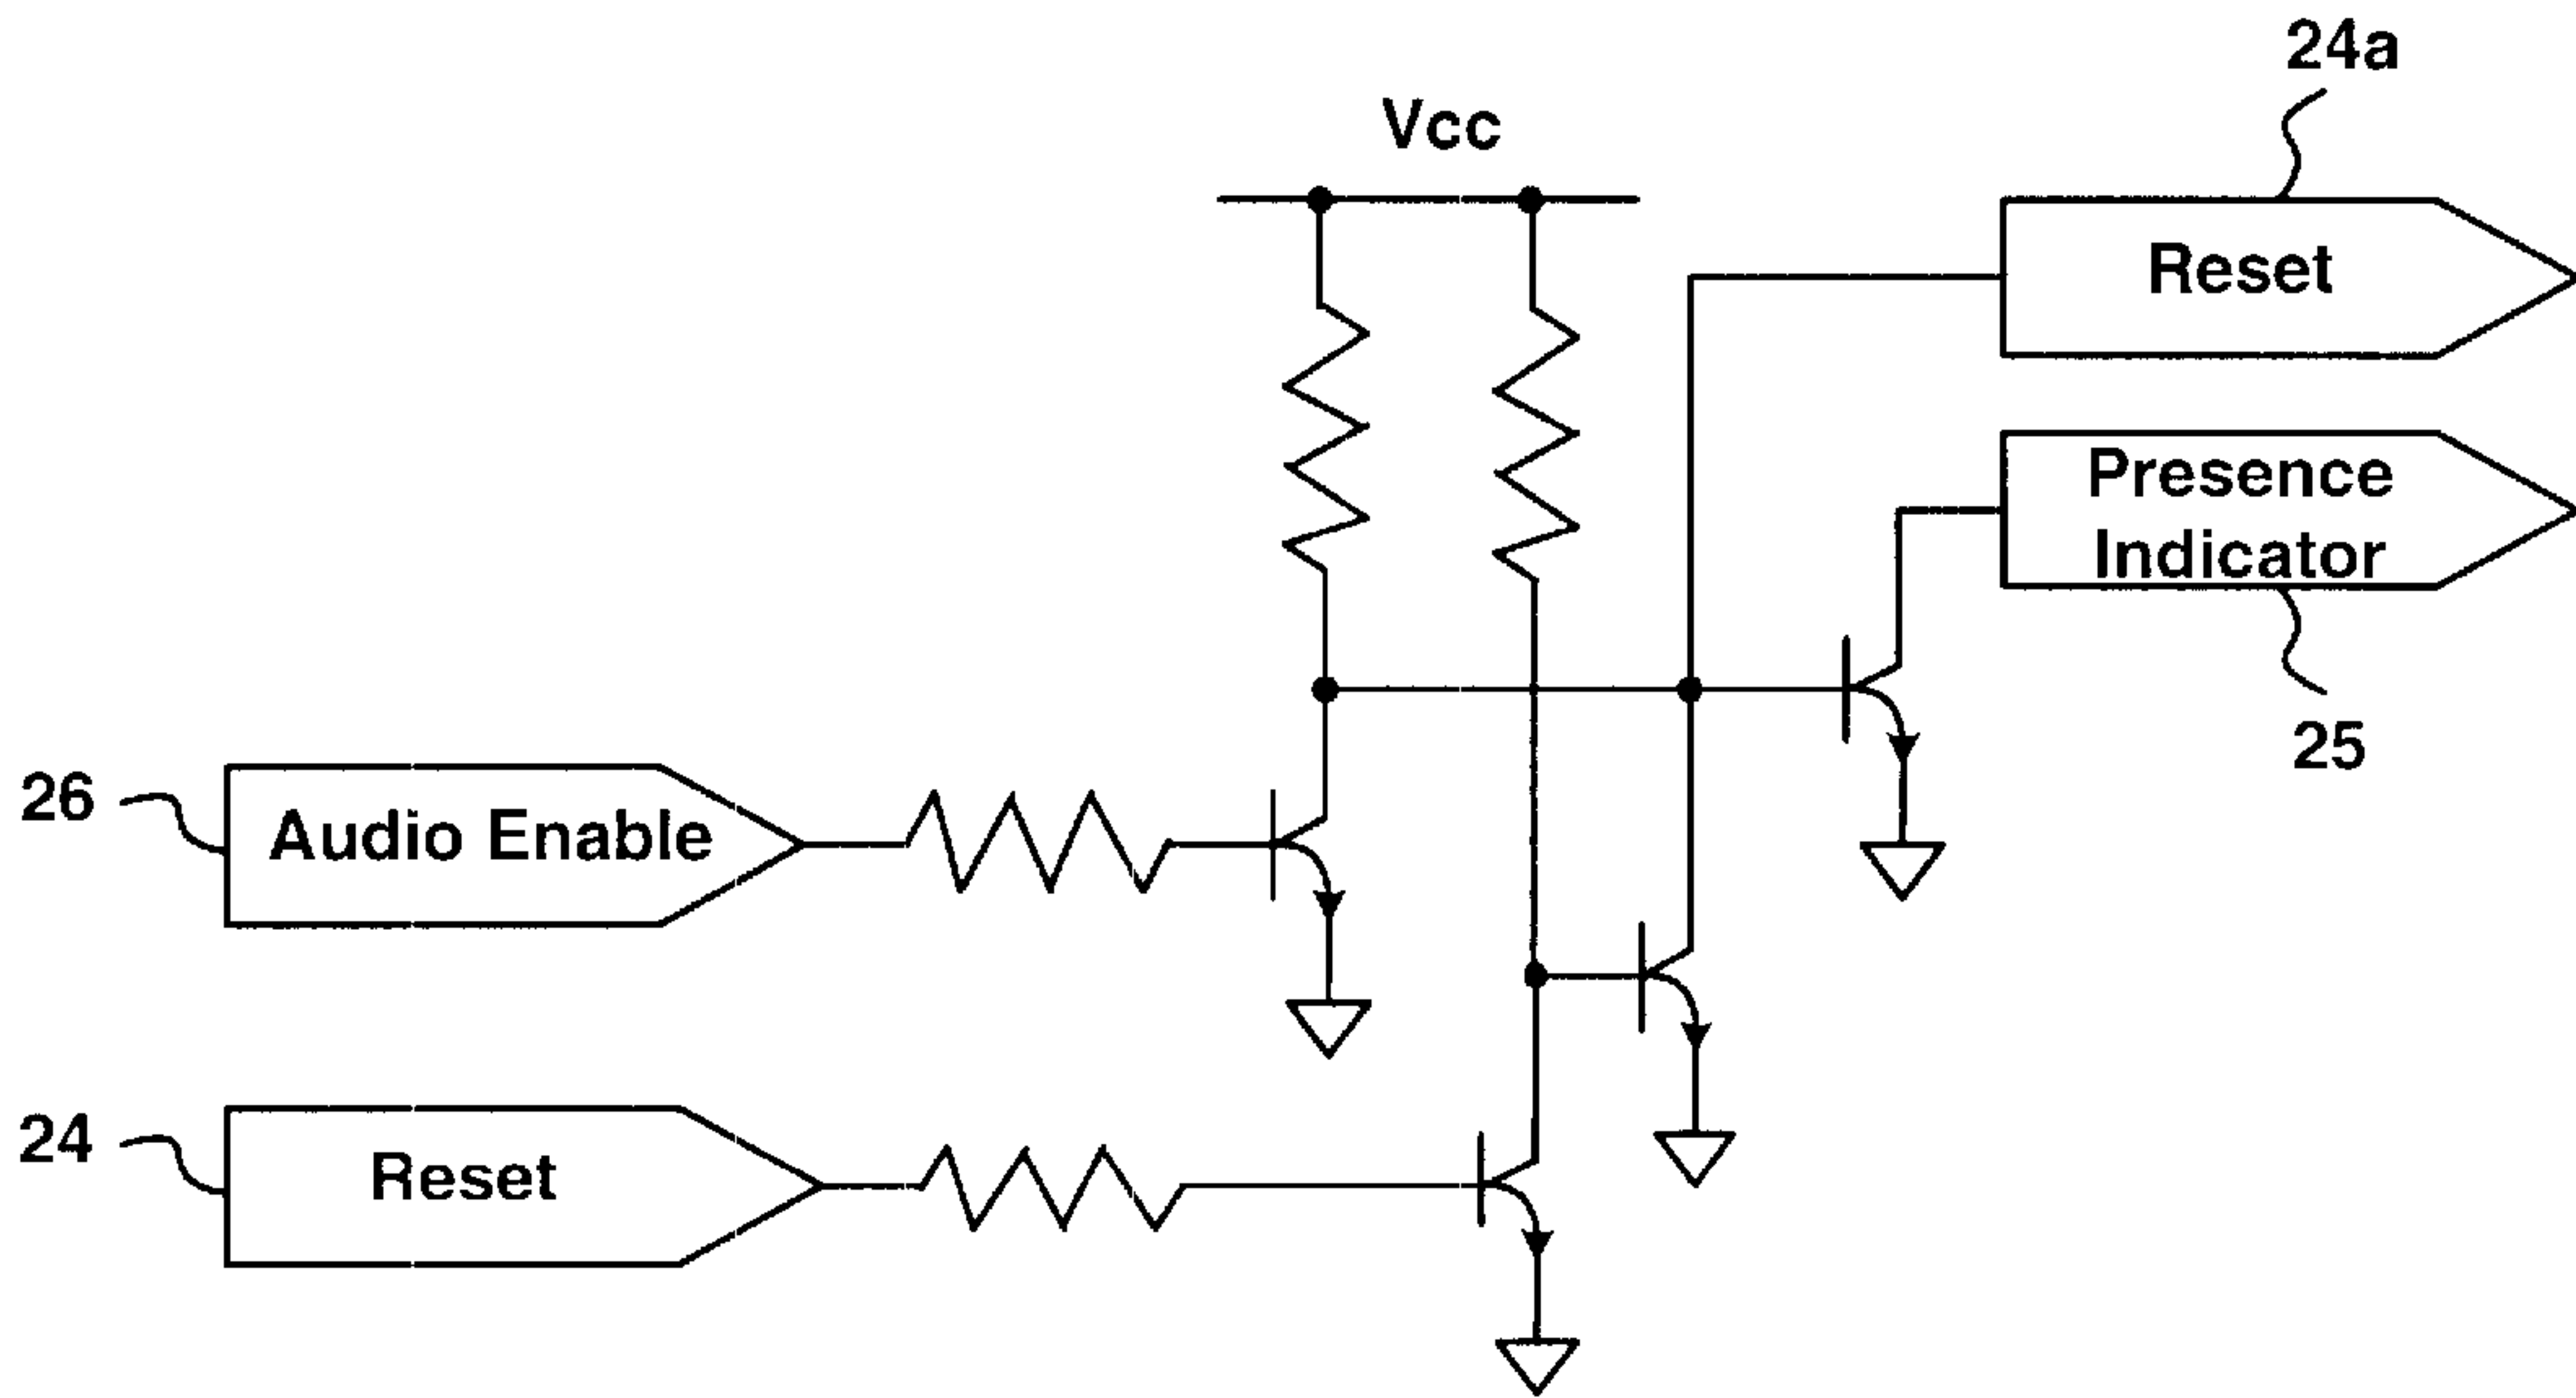 24a
Vcc
Reset
Presence
Indicator
25
26
Audio Enable
24
Reset